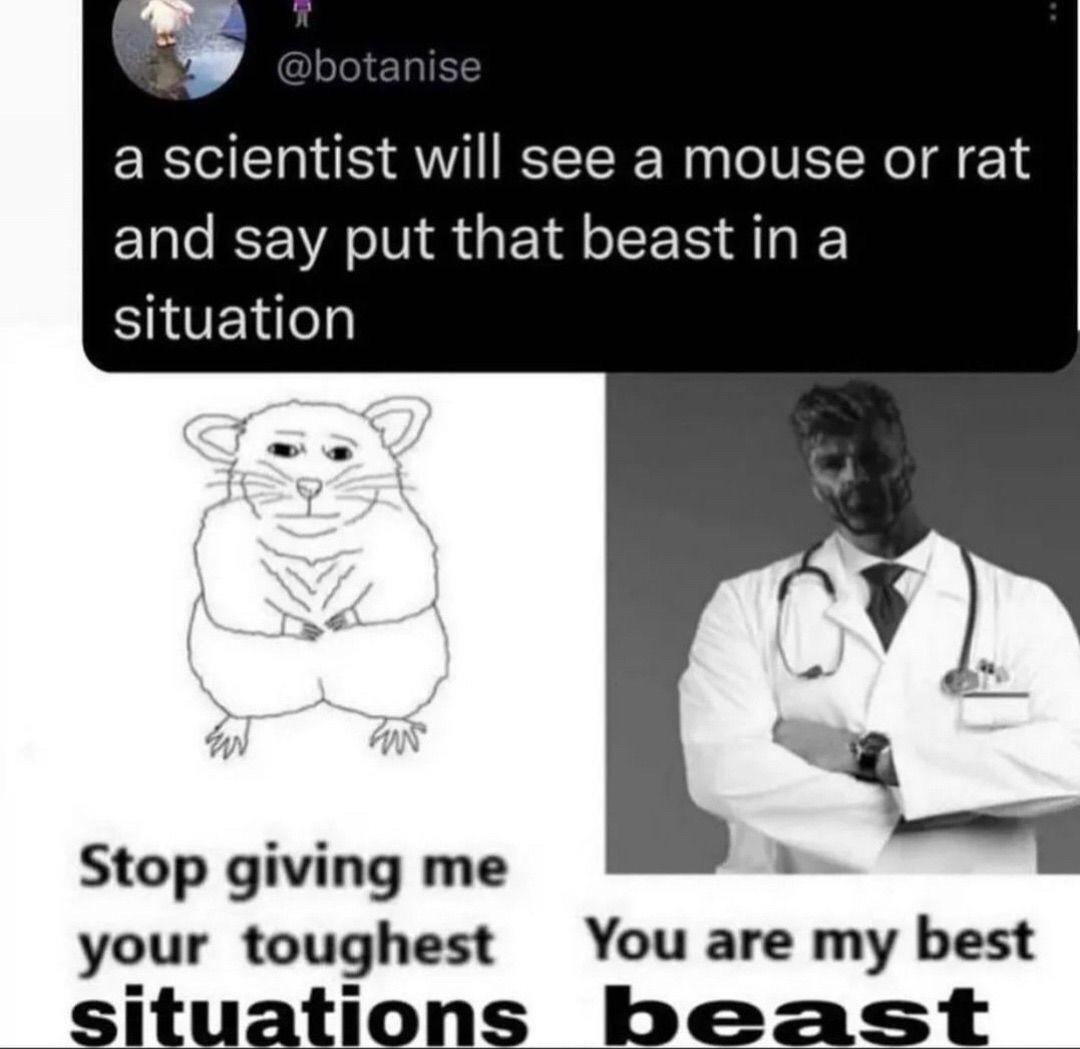 @botanise
a scientist will see a mouse or rat
and say put that beast in a
situation
Stop giving me
your toughest
situations
You are my best
beast